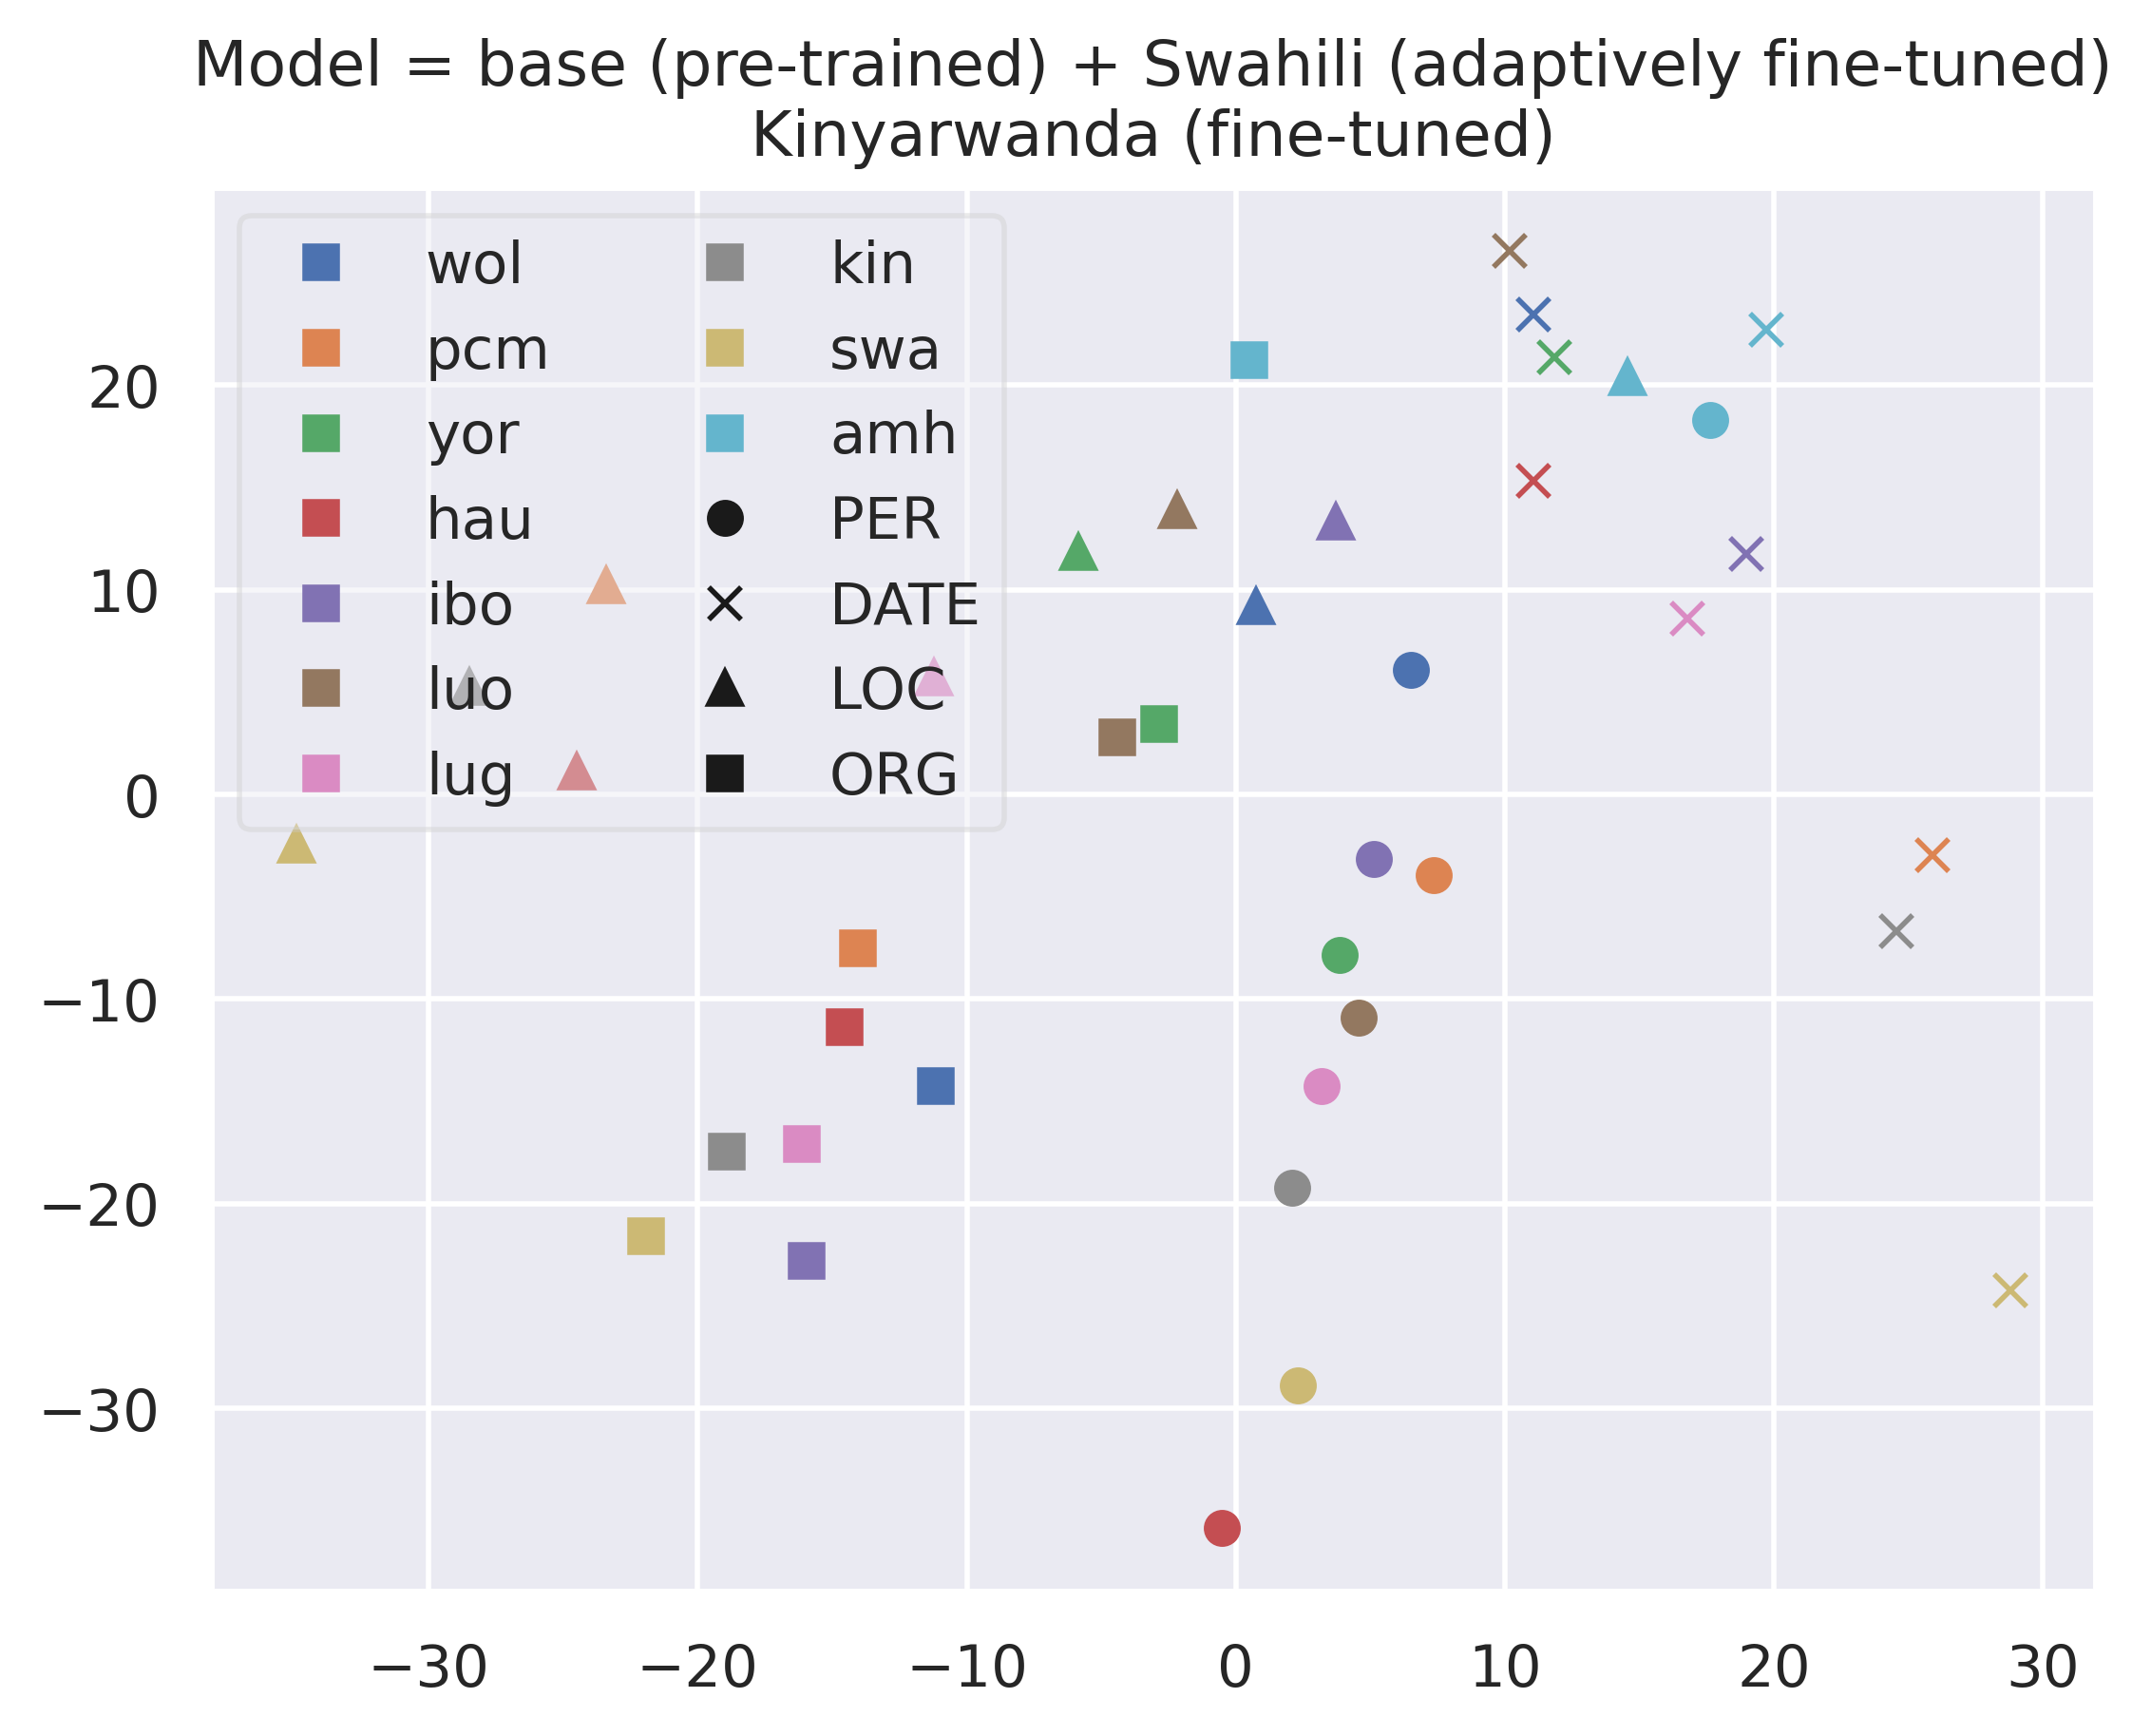 Model = base (pre-trained) + Swahili (adaptively fine-tuned)
Kinyarwanda (fine-tuned)
wol
pcm
yor
hau
ibo
luo
lug
kin
swa
amh
PER
DATE
LOC
ORG
20
10
0
−10
−20
−30
−30
−20
−10
0
10
20
30